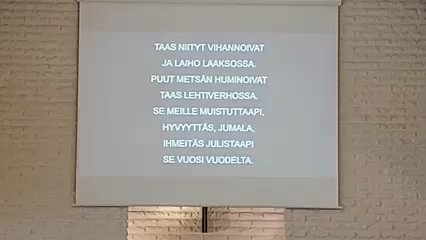 TAAS NIITYT VIHANNOIVAT
JA LAIHO LAAKSOSSA.
PUUT METSÄN HUMINOIVAT
TAAS LEHTIVERHOSSA.
SE MEILLE MUISTUTTAAPI,
HYVYYTTÄS, JUMALA,
IHMEITÄS JULISTAAPI
SE VUOSI VUODELTA.